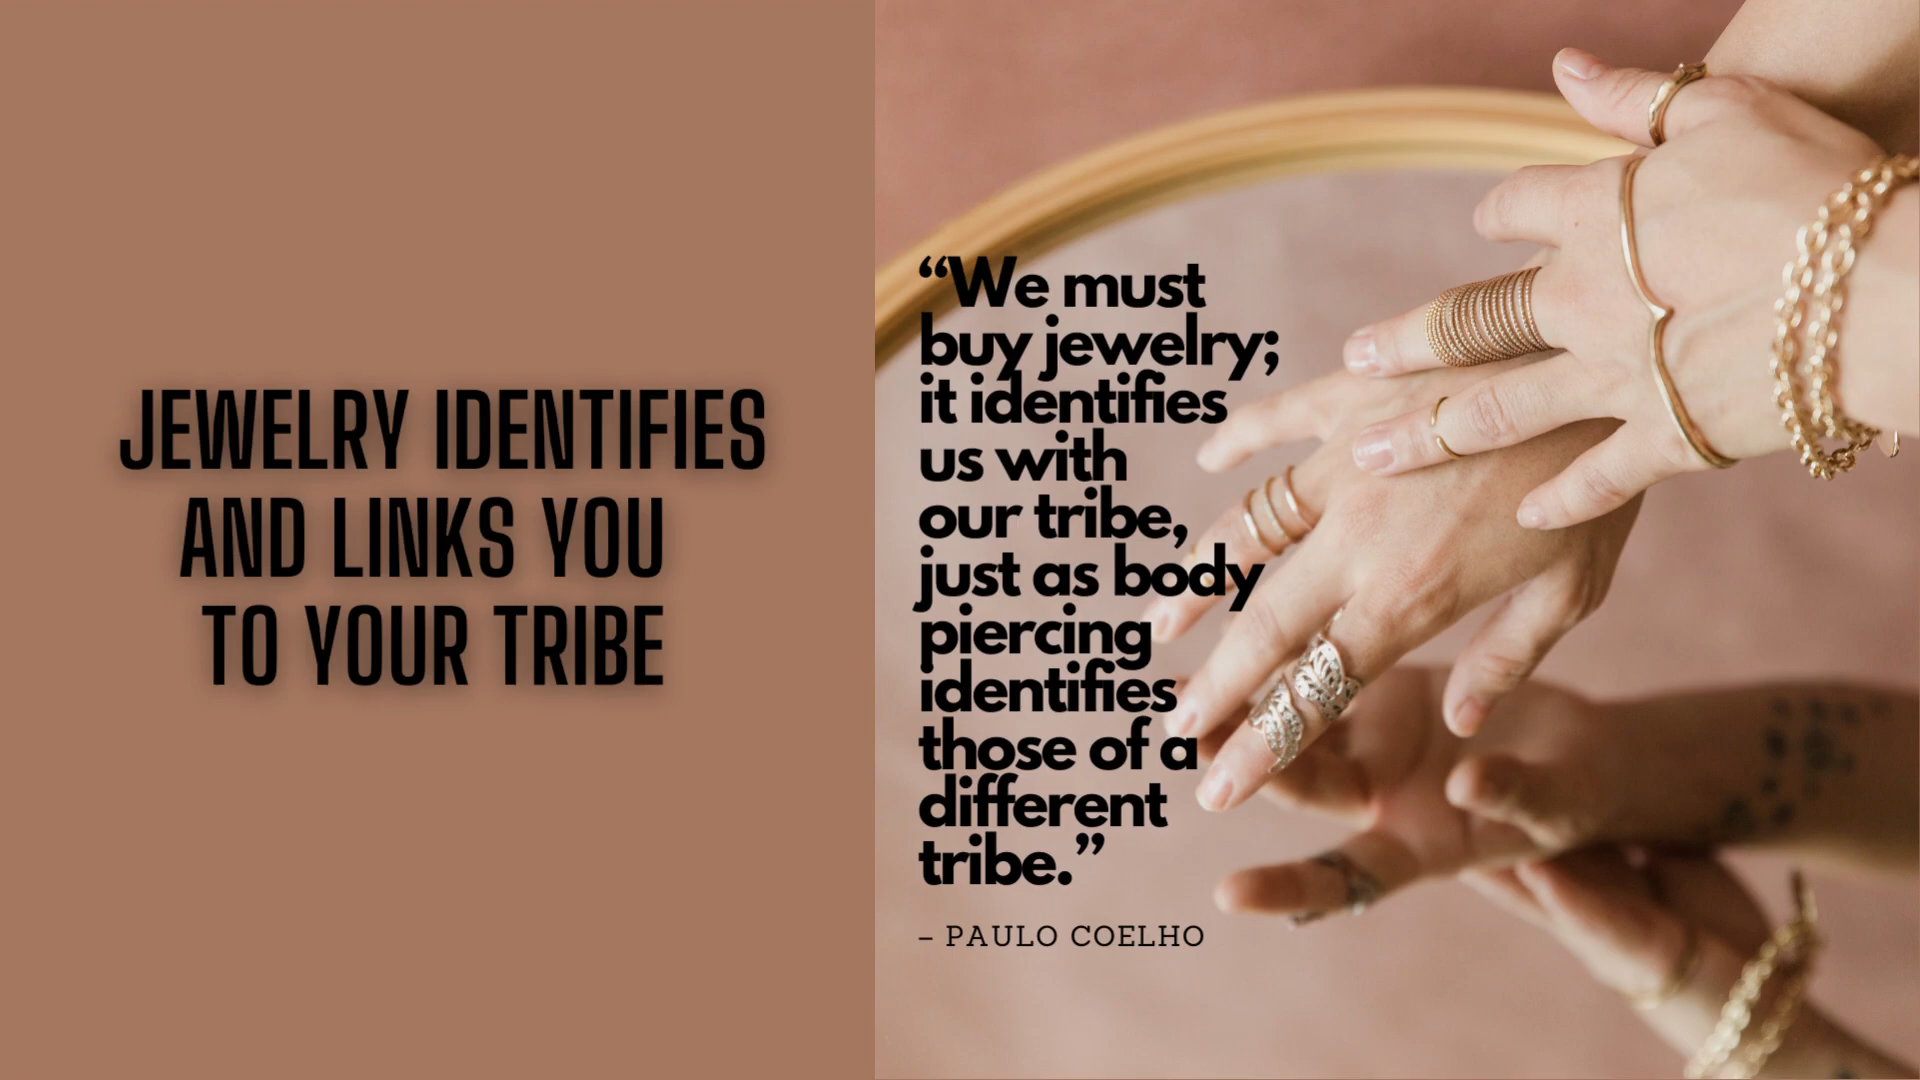 JEWELRY IDENTIFIES
AND LINKS YOU
TO YOUR TRIBE
“We must
buy jewelry;
it identifies
us with
our tribe,
just as body
piercing
identifies
those of a
different
tribe.”
– PAULO COELHO